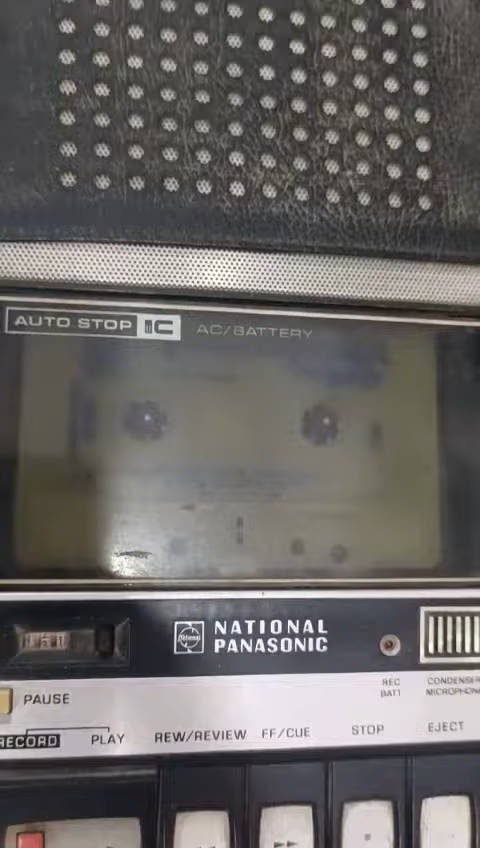 AUTO STOP IC
AC/BATTERY
National
NATIONAL
PANASONIC
REC
BATT
CONDENSER
MICROPHONE
PAUSE
RECORD
PLAY
REW/REVIEW
FF/CUE
STOP
EJECT